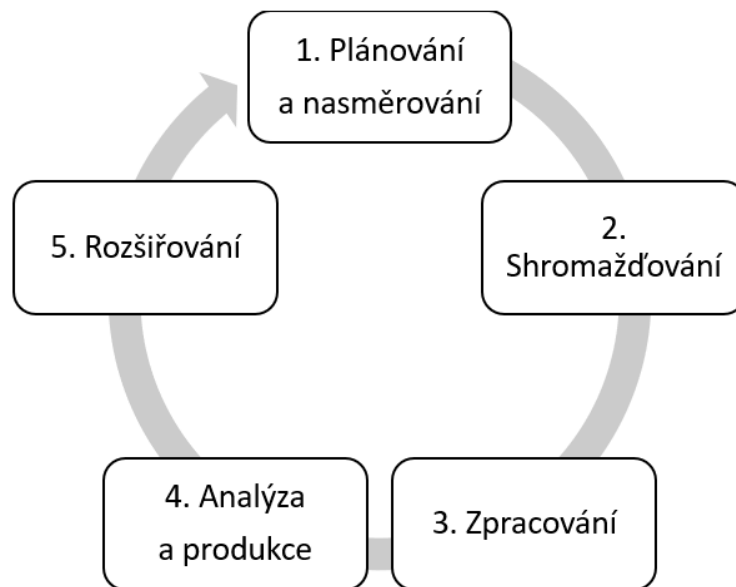 1. Plánování
a nasměrování
2.
Shromažďování
3. Zpracování
4. Analýza
a produkce
5. Rozšiřování